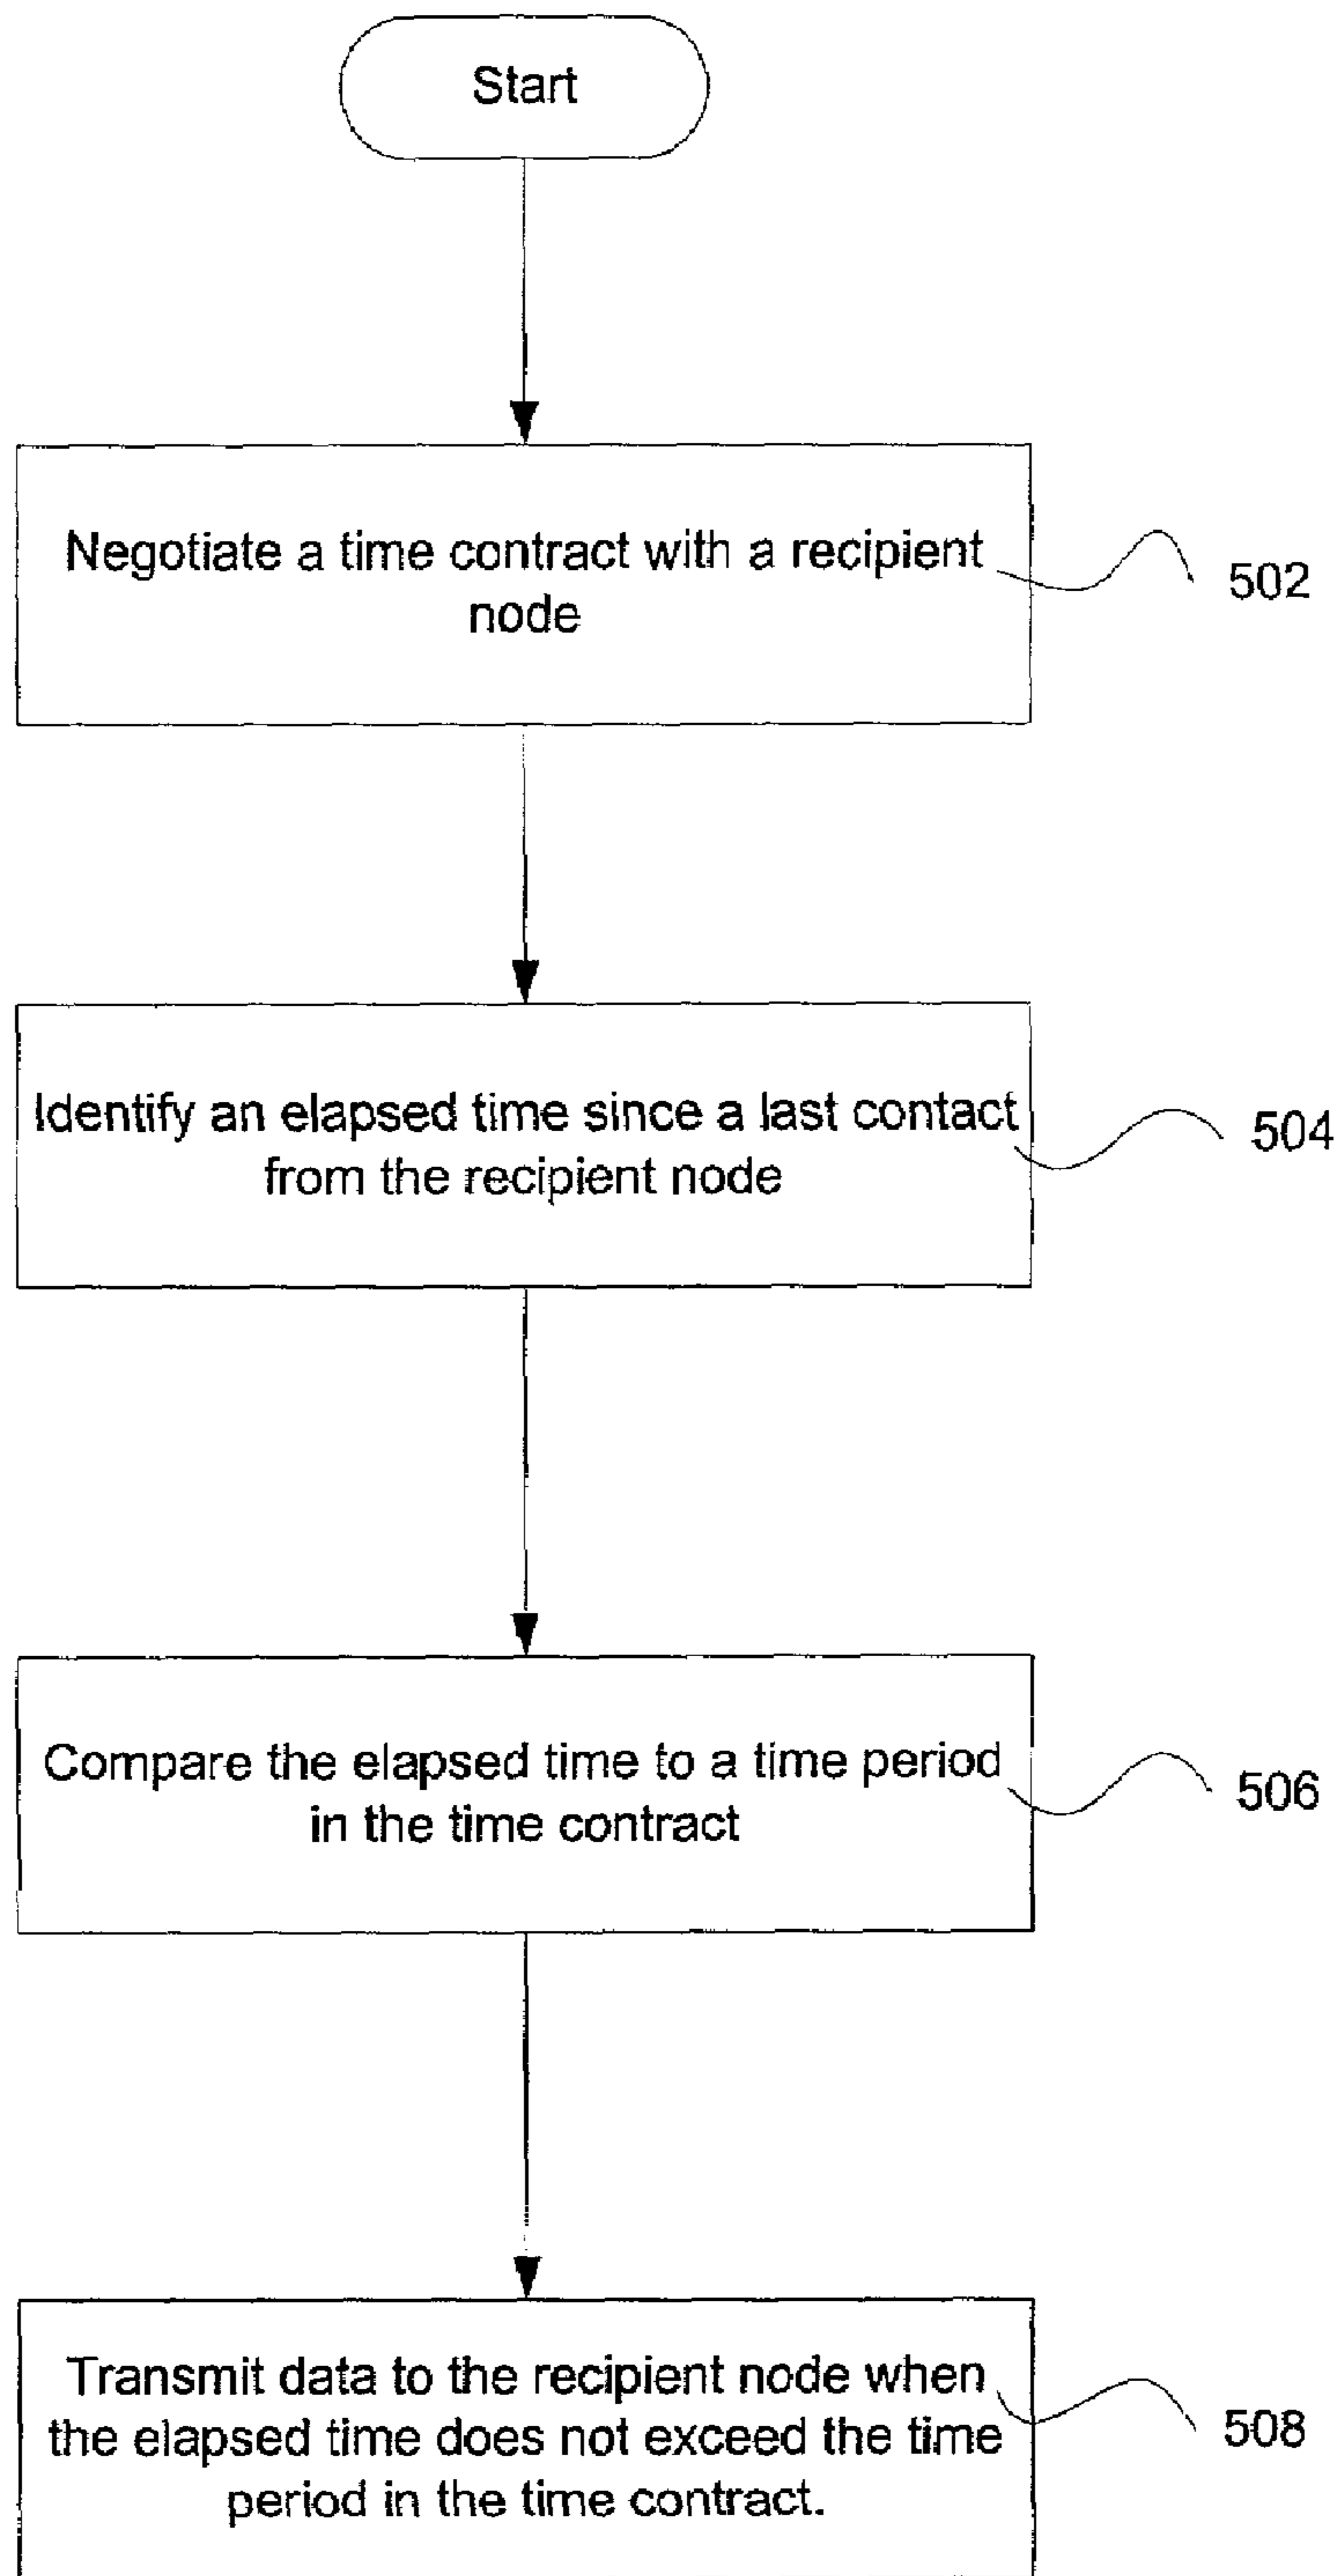 Start
Negotiate a time contract with a recipient
node
502
Identify an elapsed time since a last contact
from the recipient node
504
Compare the elapsed time to a time period
in the time contract
506
Transmit data to the recipient node when
the elapsed time does not exceed the time
period in the time contract.
508